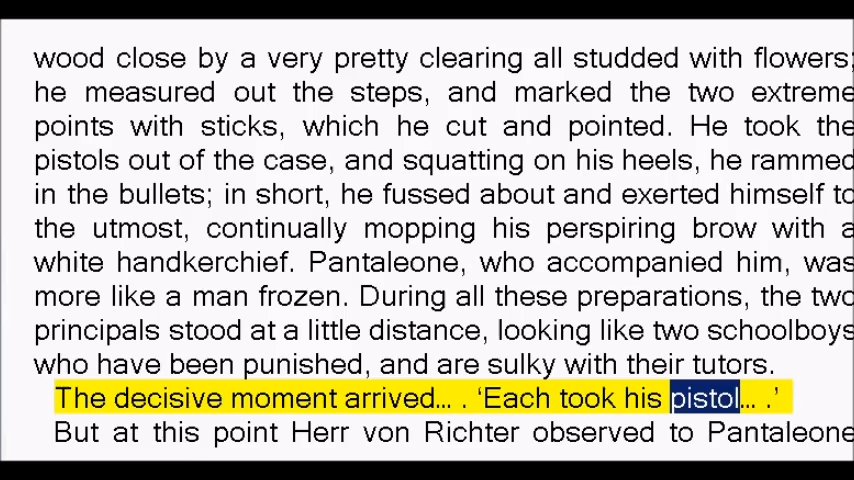 wood close by a very pretty clearing all studded with flowers;
he measured out the steps, and marked the two extreme
points with sticks, which he cut and pointed. He took the
pistols out of the case, and squatting on his heels, he rammed
in the bullets; in short, he fussed about and exerted himself to
the utmost, continually mopping his perspiring brow with a
white handkerchief. Pantaleone, who accompanied him, was
more like a man frozen. During all these preparations, the two
principals stood at a little distance, looking like two schoolboys
who have been punished, and are sulky with their tutors.
The decisive moment arrived... . ‘Each took his pistol... .’
But at this point Herr von Richter observed to Pantaleone